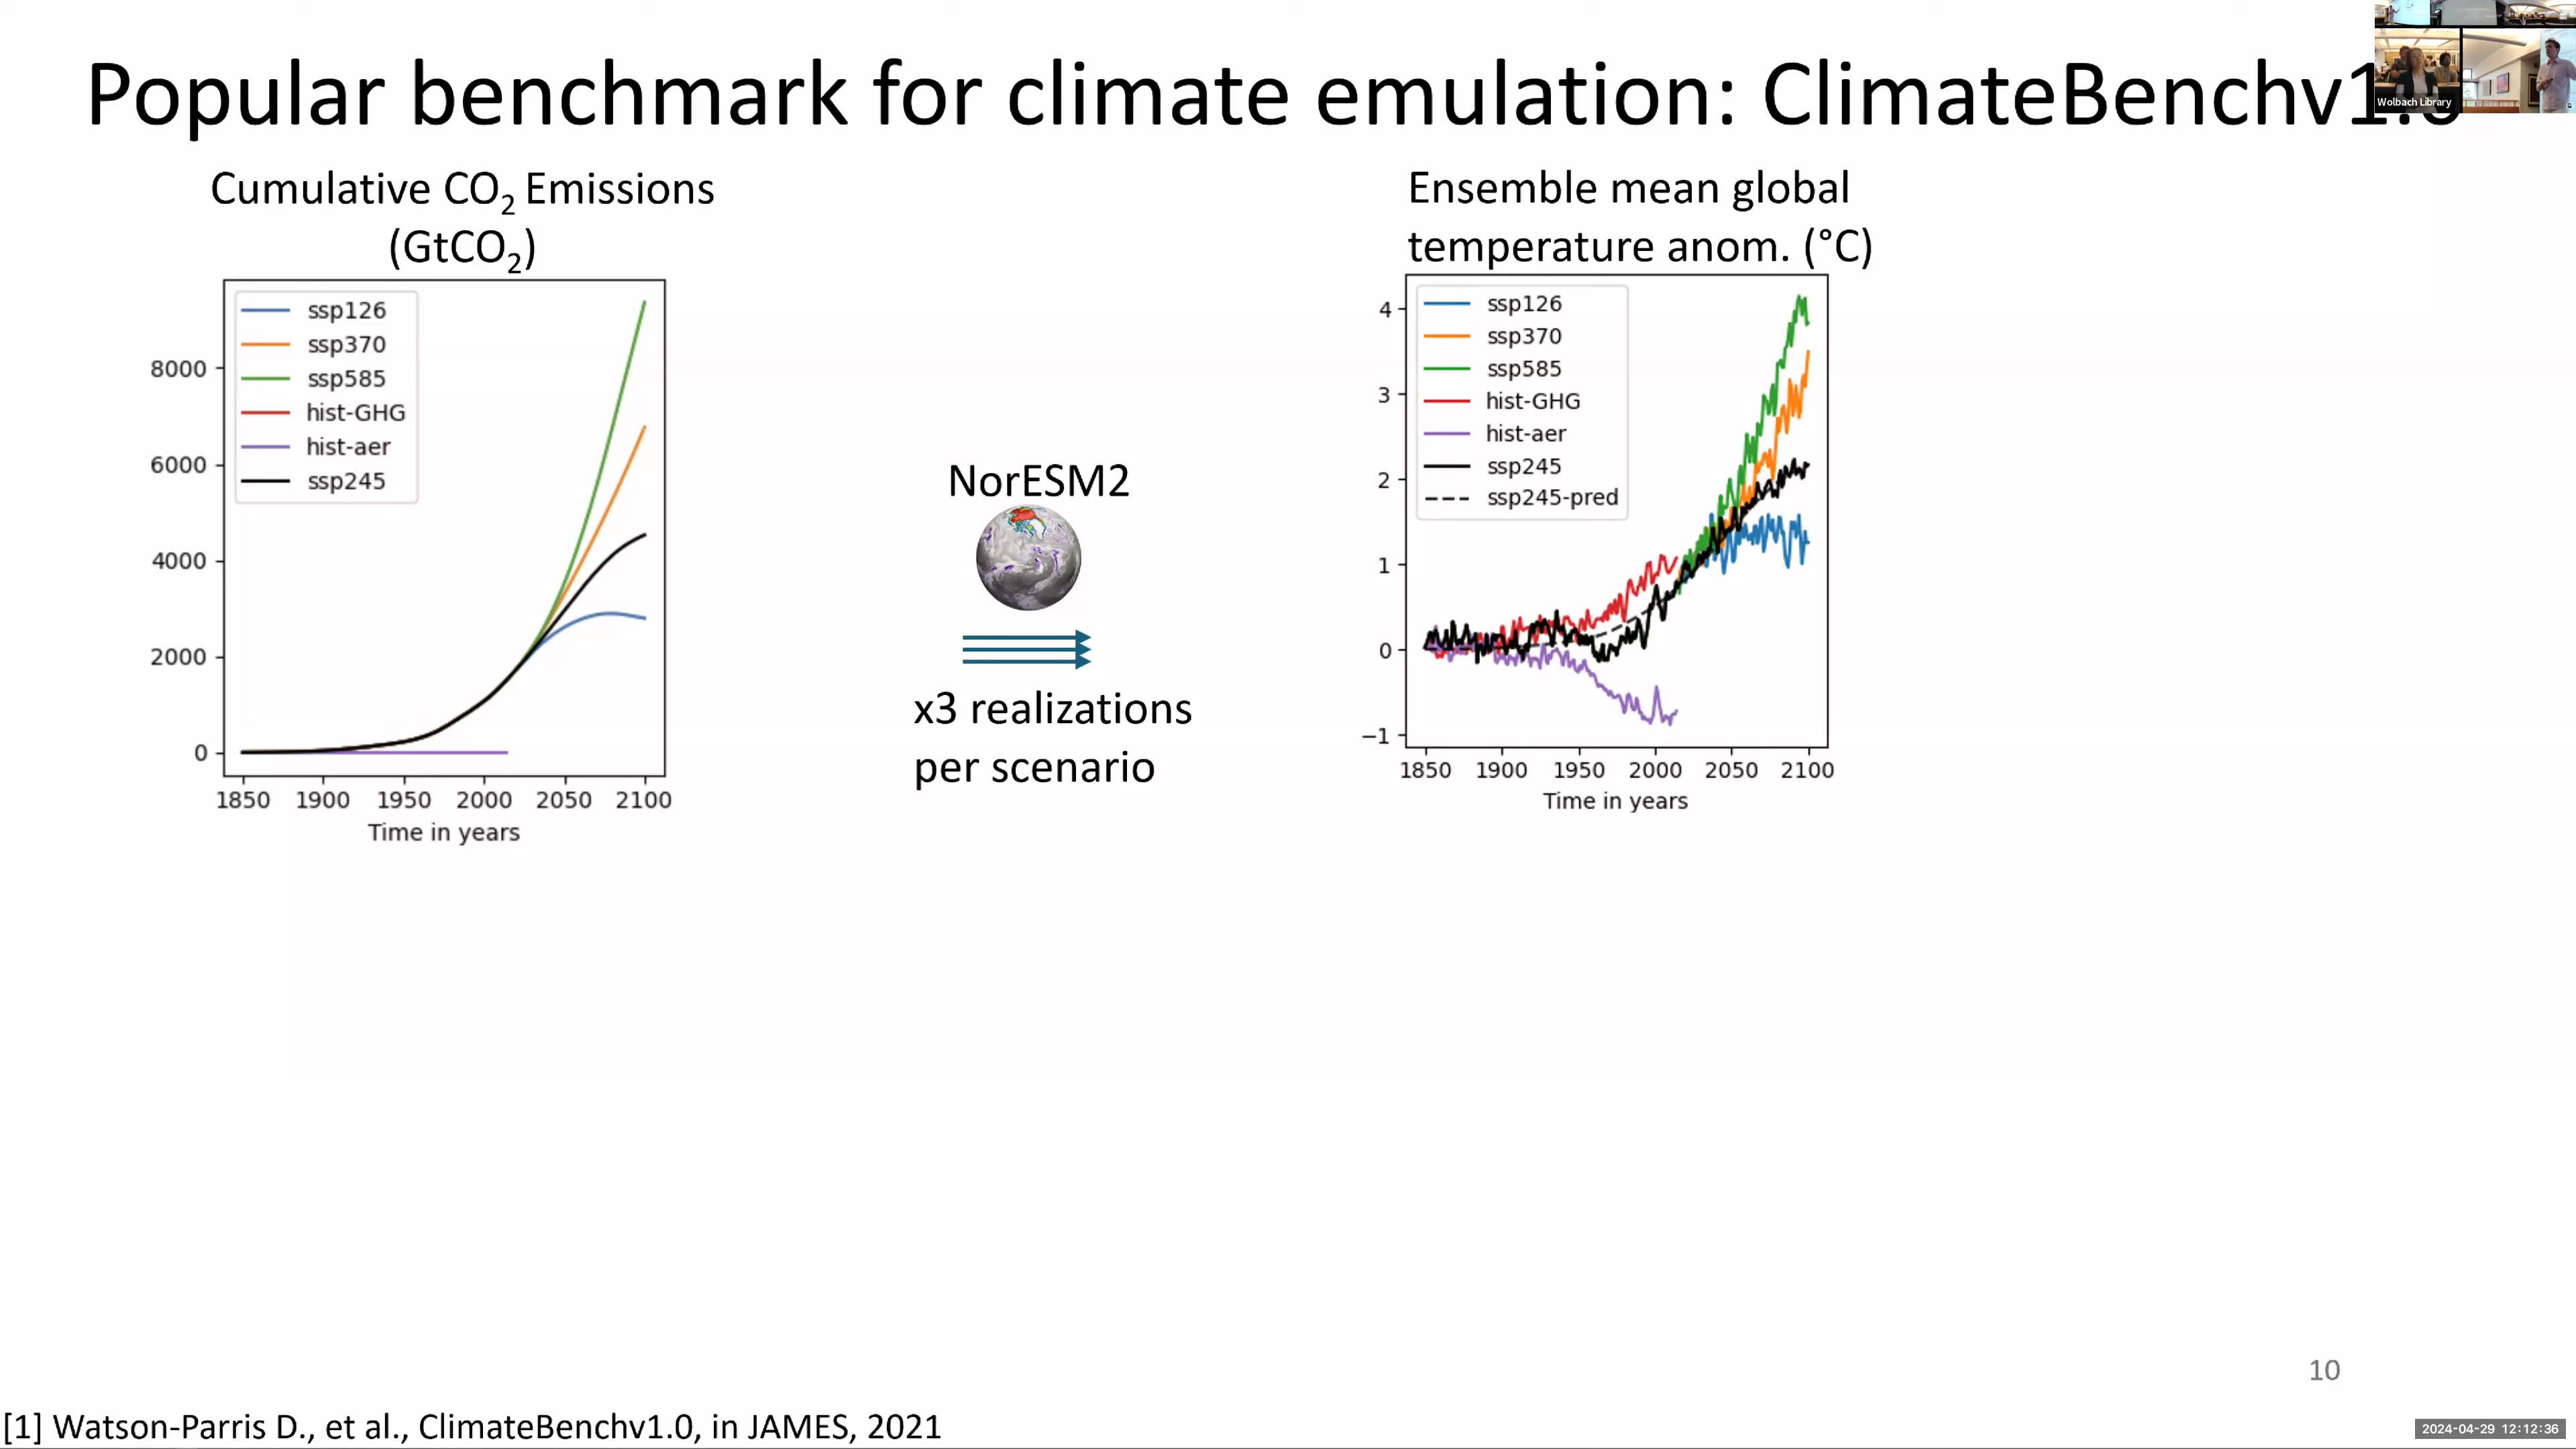 Popular benchmark for climate emulation: ClimateBenchv1.0
Wolbach Library
Cumulative CO₂ Emissions
(GtCO₂)
ssp126
ssp370
ssp585
hist-GHG
hist-aer
ssp245
8000
6000
4000
2000
0
1850 1900 1950 2000 2050 2100
Time in years
NorESM2
x3 realizations
per scenario
Ensemble mean global
temperature anom. (°C)
ssp126
ssp370
ssp585
hist-GHG
hist-aer
ssp245
ssp245-pred
4
3
2
1
0
−1
1850 1900 1950 2000 2050 2100
Time in years
10
[1] Watson-Parris D., et al., ClimateBenchv1.0, in JAMES, 2021
2024-04-29 12:12:36